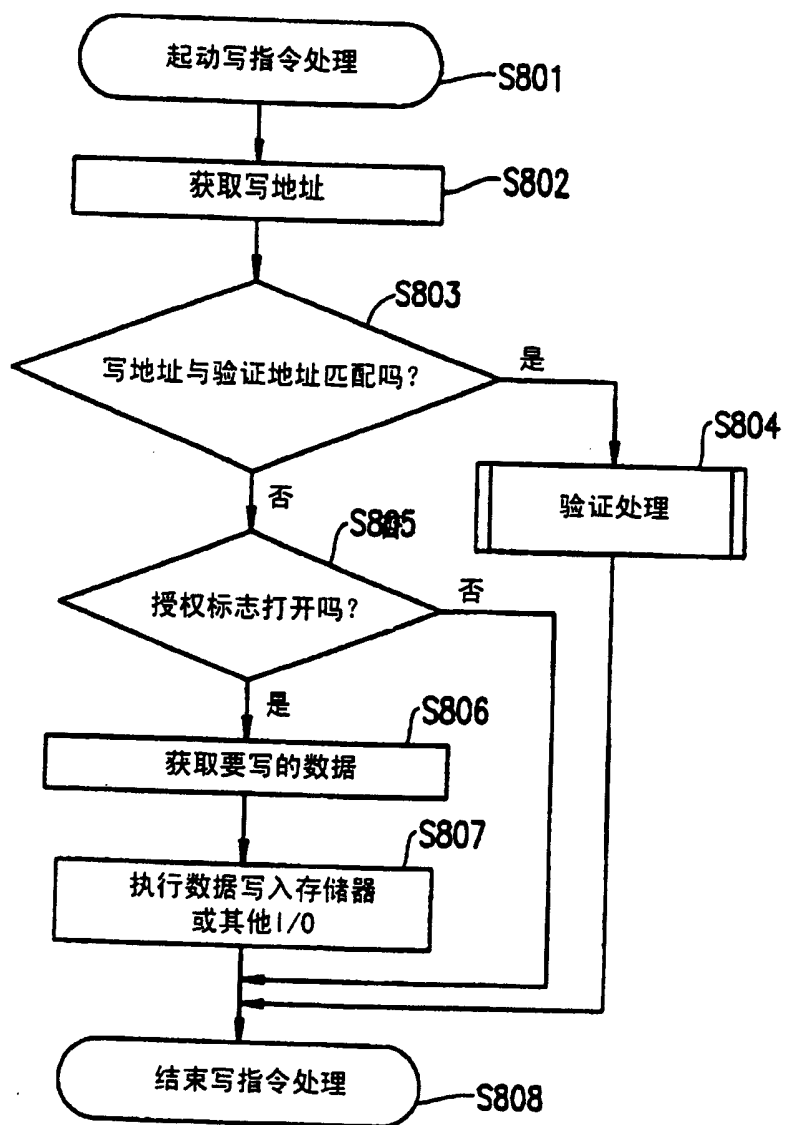 起动写指令处理
S801
获取写地址
S802
S803
写地址与验证地址匹配吗?
是
S804
验证处理
否
S805
授权标志打开吗?
否
是
S806
获取要写的数据
S807
执行数据写入存储器
或其他I/O
结束写指令处理
S808